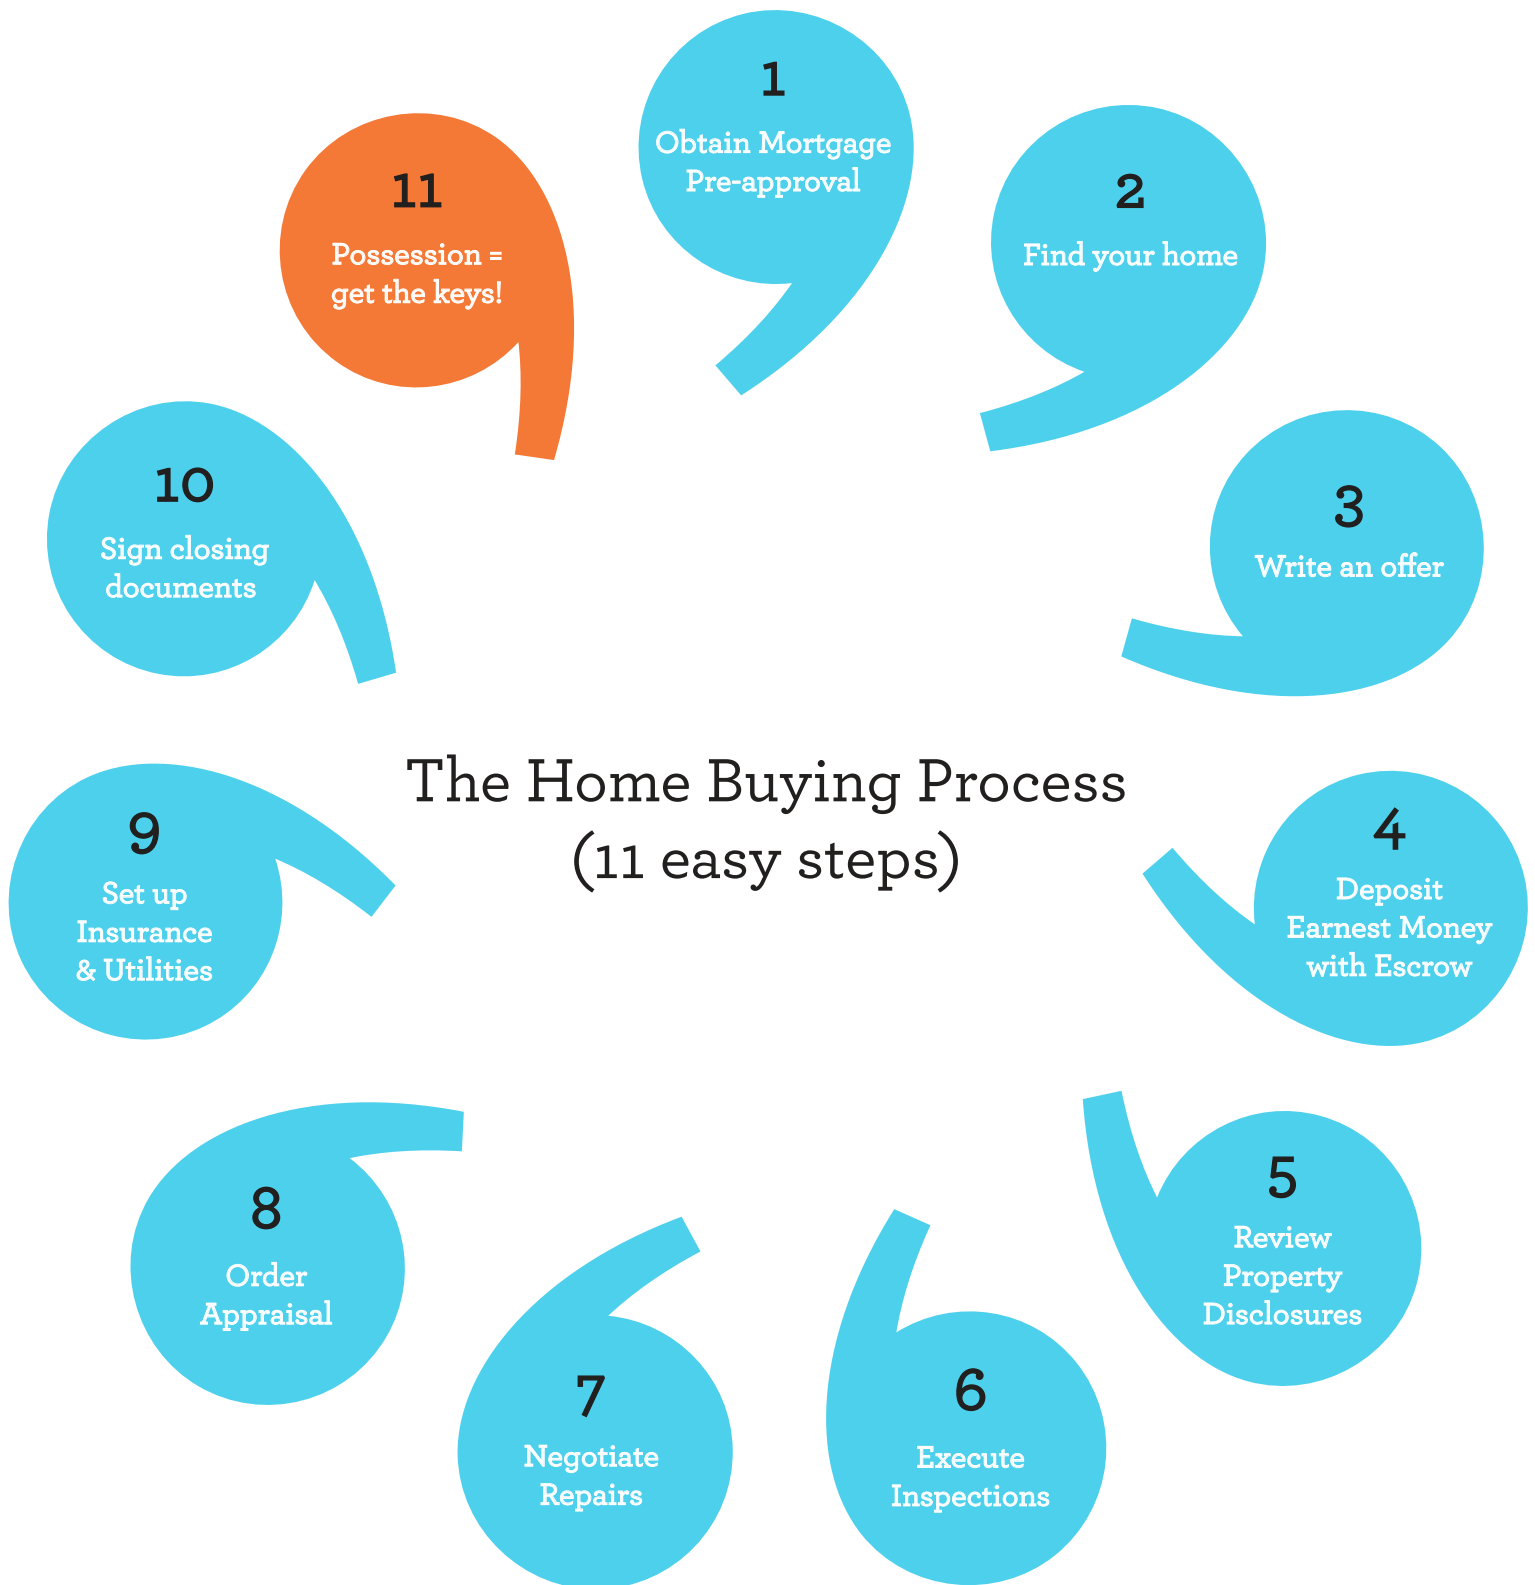 The Home Buying Process
(11 easy steps)
1
Obtain Mortgage
Pre-approval
2
Find your home
3
Write an offer
4
Deposit
Earnest Money
with Escrow
5
Review
Property
Disclosures
6
Execute
Inspections
7
Negotiate
Repairs
8
Order
Appraisal
9
Set up
Insurance
& Utilities
10
Sign closing
documents
11
Possession =
get the keys!